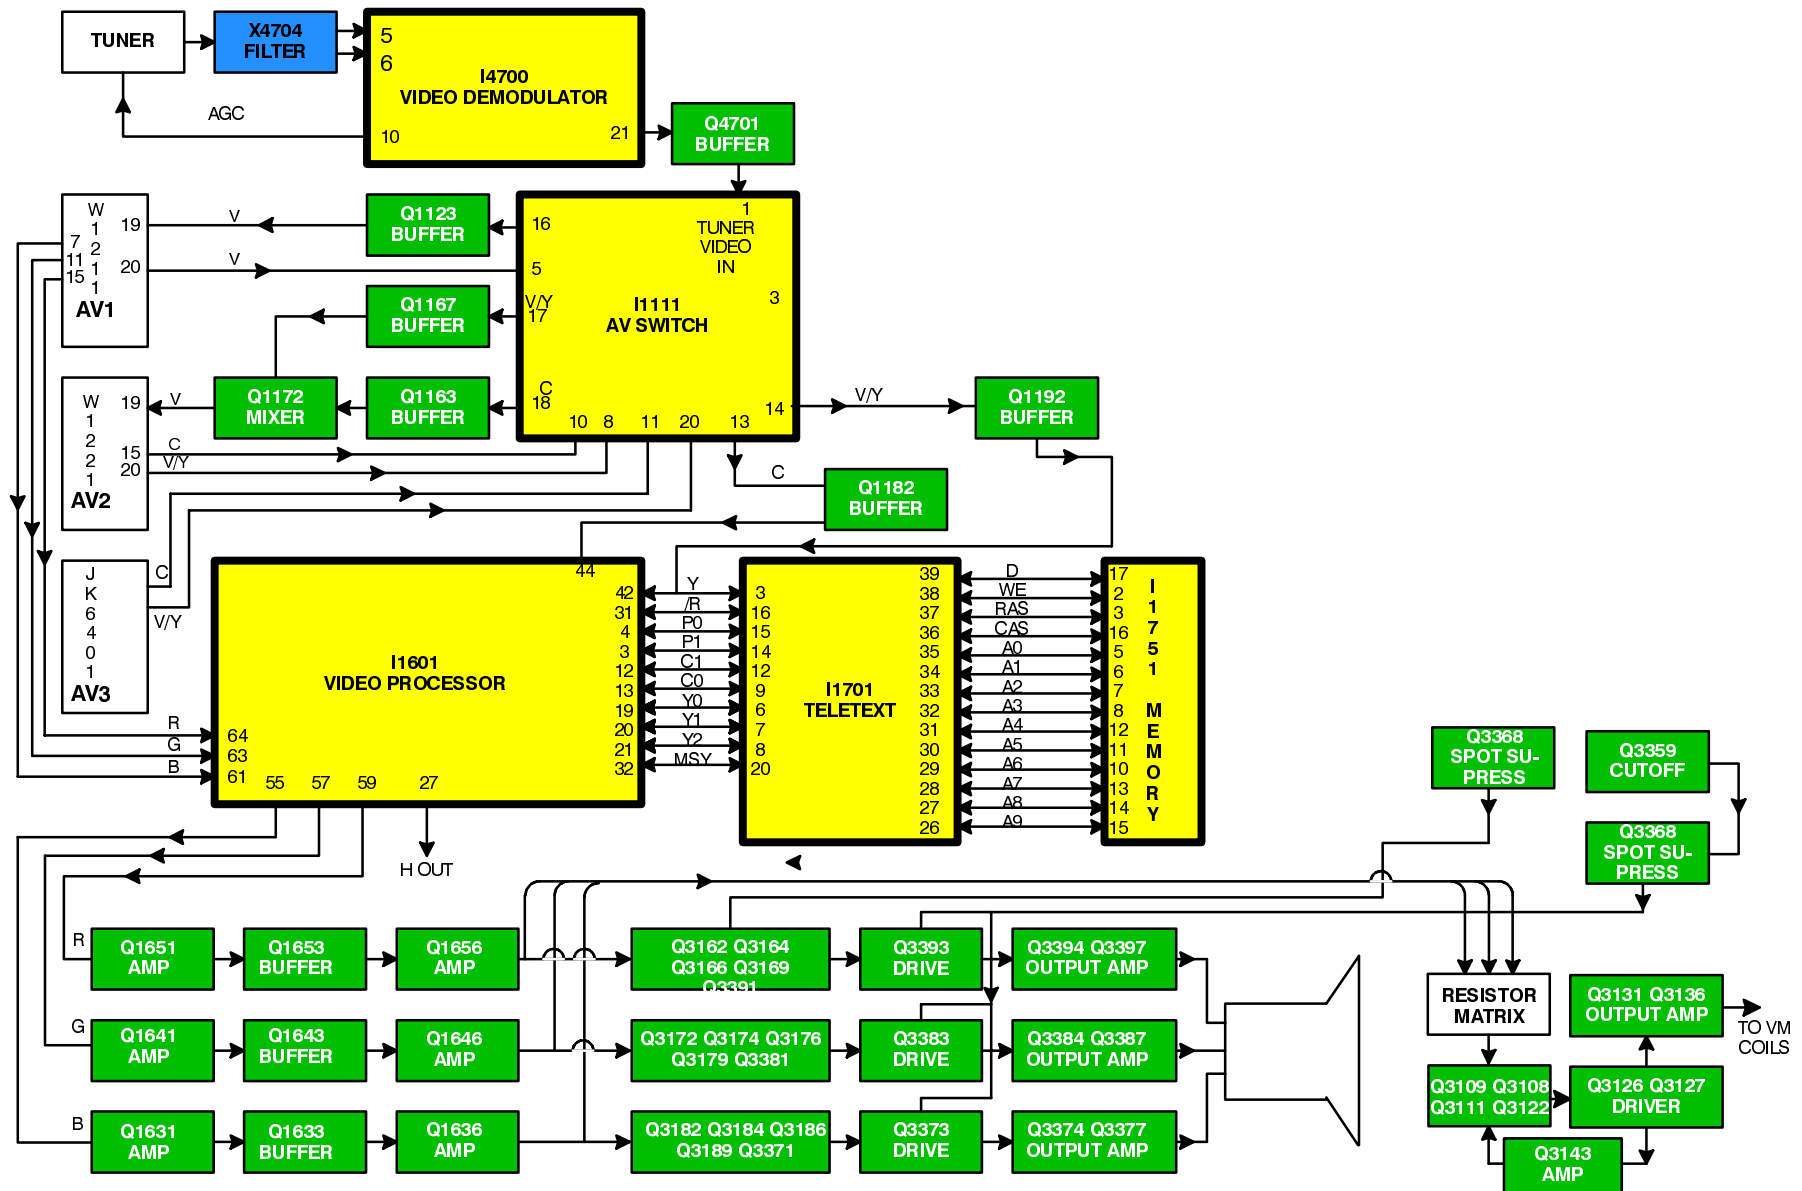 TUNER
X4704
FILTER
5
6
I4700
VIDEO DEMODULATOR
10
21
AGC
Q4701
BUFFER
W
1
2
1
1
7
11
15
19
20
AV1
V
V
Q1123
BUFFER
16
5
V/Y
17
C
18
1
TUNER
VIDEO
IN
3
I1111
AV SWITCH
14
10
8
11
20
13
Q1167
BUFFER
Q1172
MIXER
Q1163
BUFFER
V/Y
Q1192
BUFFER
W
1
2
2
1
19
15
20
AV2
V
C
V/Y
C
Q1182
BUFFER
J
K
6
4
0
1
AV3
C
V/Y
R
G
B
44
I1601
VIDEO PROCESSOR
64
63
61
55
57
59
27
42
31
4
3
12
13
19
20
21
32
Y
/R
P0
P1
C1
C0
Y0
Y1
Y2
MSY
3
16
15
14
12
9
6
7
8
20
I1701
TELETEXT
39
38
37
36
35
34
33
32
31
30
29
28
27
26
D
WE
RAS
CAS
A0
A1
A2
A3
A4
A5
A6
A7
A8
A9
17
2
3
16
5
6
7
8
12
11
10
13
14
15
I
1
7
5
1
M
E
M
O
R
Y
H OUT
Q3368
SPOT SU-
PRESS
Q3359
CUTOFF
Q3368
SPOT SU-
PRESS
R
Q1651
AMP
Q1653
BUFFER
Q1656
AMP
Q3162 Q3164
Q3166 Q3169
Q3391
Q3393
DRIVE
Q3394 Q3397
OUTPUT AMP
G
Q1641
AMP
Q1643
BUFFER
Q1646
AMP
Q3172 Q3174 Q3176
Q3179 Q3381
Q3383
DRIVE
Q3384 Q3387
OUTPUT AMP
B
Q1631
AMP
Q1633
BUFFER
Q1636
AMP
Q3182 Q3184 Q3186
Q3189 Q3371
Q3373
DRIVE
Q3374 Q3377
OUTPUT AMP
RESISTOR
MATRIX
Q3131 Q3136
OUTPUT AMP
TO VM
COILS
Q3109 Q3108
Q3111 Q3122
Q3126 Q3127
DRIVER
Q3143
AMP